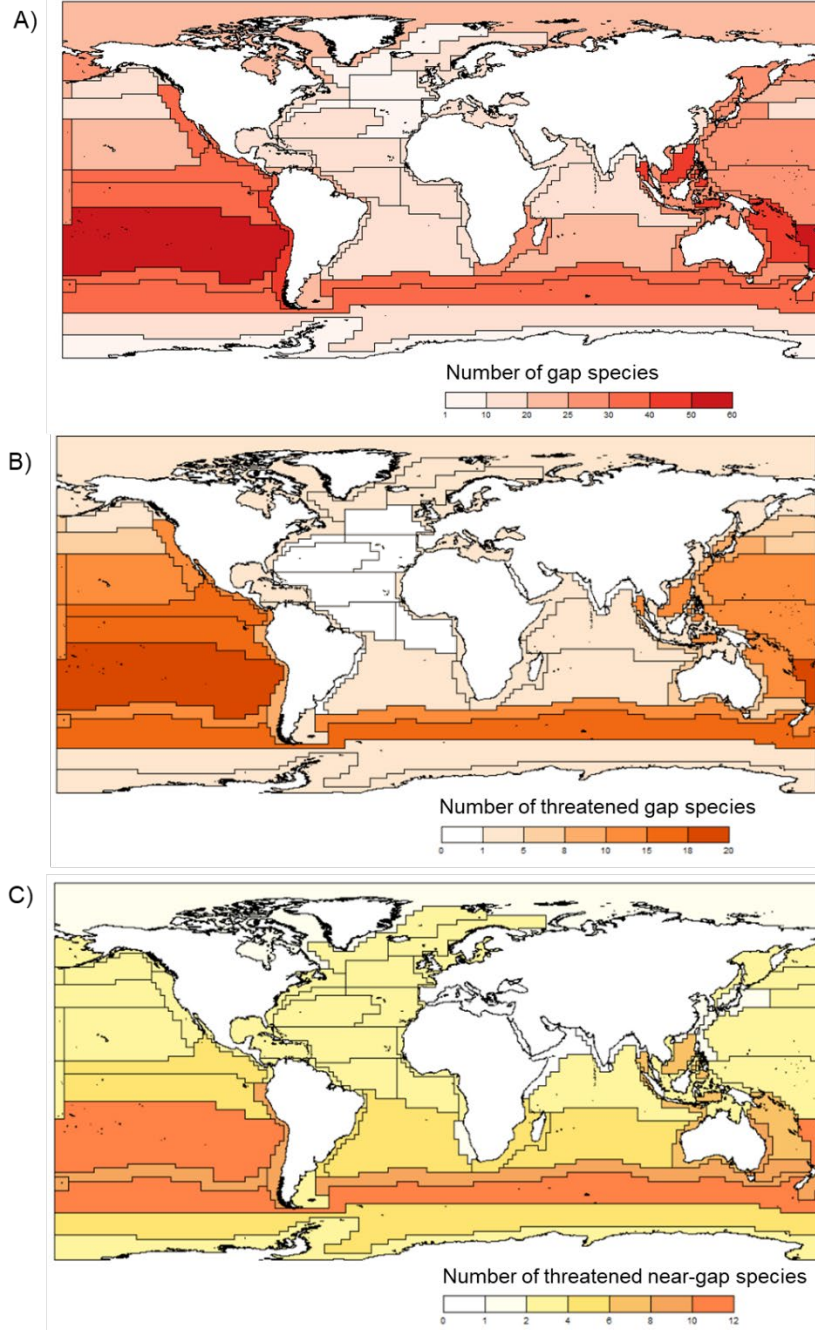 A)
Number of gap species
1 10 20 25 30 40 50 60
B)
Number of threatened gap species
0 1 5 8 10 15 18 20
C)
Number of threatened near-gap species
0 1 2 4 6 8 10 12